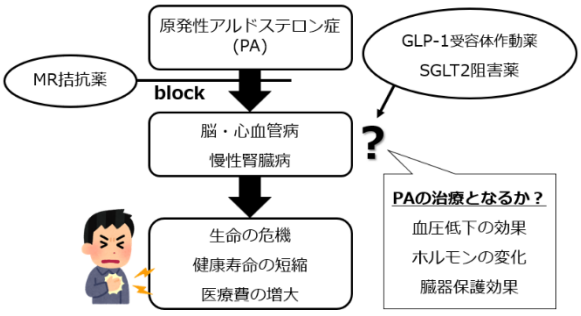 原発性アルドステロン症
(PA)
GLP-1受容体作動薬
SGLT2阻害薬
MR拮抗薬
block
脳・心血管病
慢性腎臓病
?
PAの治療となるか？
血圧低下の効果
ホルモンの変化
臓器保護効果
生命の危機
健康寿命の短縮
医療費の増大